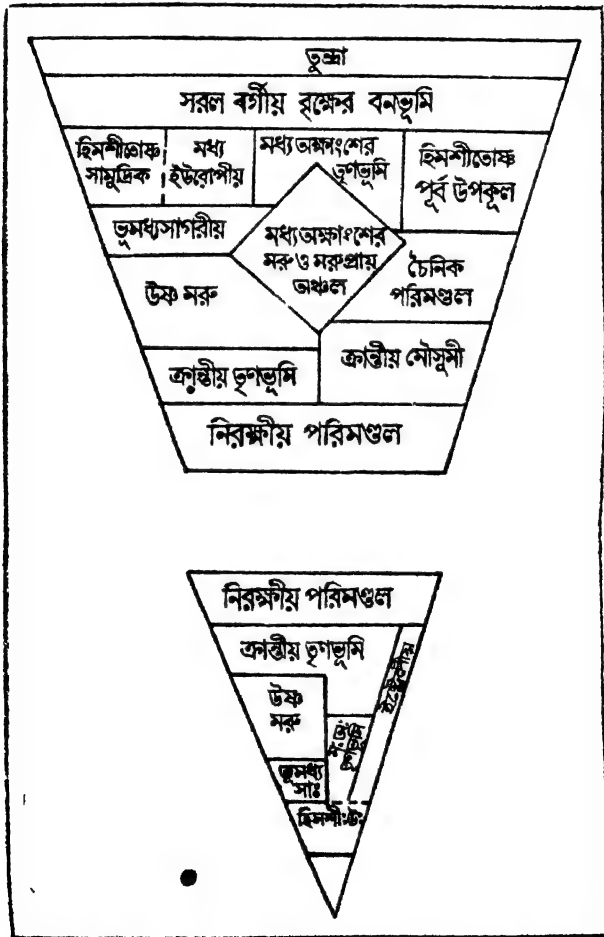 তুন্দ্রা
সরল বর্গীয় বৃক্ষের বনভূমি
হিমশীতোষ্ণ
সামুদ্রিক
মধ্য
ইউরোপীয়
মধ্য অক্ষাংশের
তৃণভূমি
হিমশীতোষ্ণ
পূর্ব উপকূল
ভূমধ্যসাগরীয়
মধ্য অক্ষাংশের
মরু ও মরুপ্রায়
অঞ্চল
চৈনিক
পরিমণ্ডল
উষ্ণ মরু
ক্রান্তীয় তৃণভূমি
ক্রান্তীয় মৌসুমী
নিরক্ষীয় পরিমণ্ডল
নিরক্ষীয় পরিমণ্ডল
ক্রান্তীয় তৃণভূমি
উষ্ণ
মরু
তৃণভূমি
ভূমধ্য
সাঃ
হিমশীঃউঃ